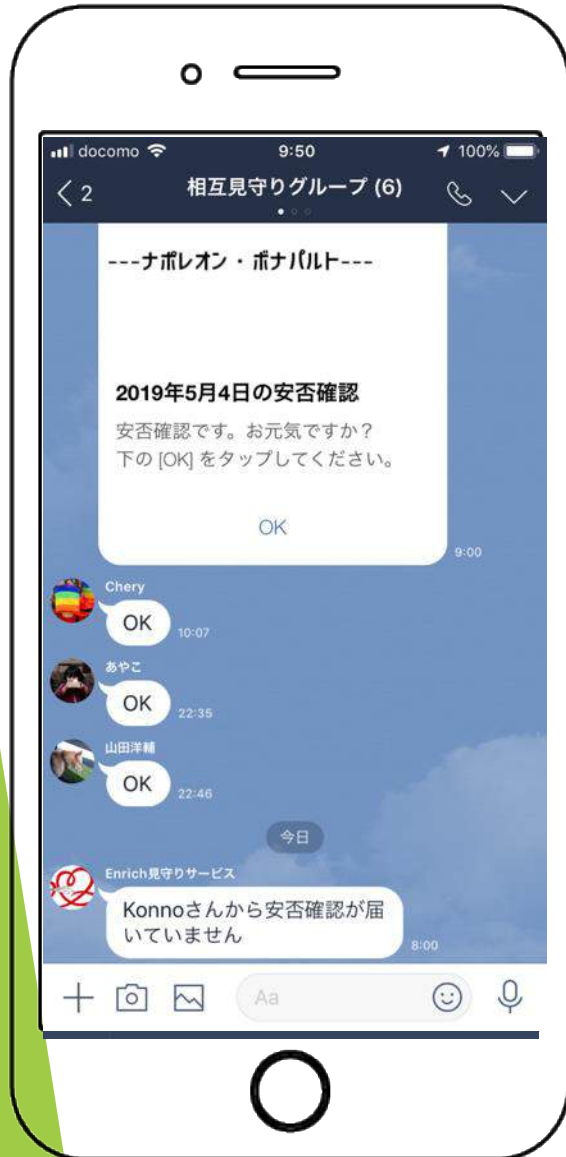 docomo 9:50 100%
2 相互見守りグループ (6)
---ナポレオン・ボナパルト---
2019年5月4日の安否確認
安否確認です。お元気ですか？
下の [OK] をタップしてください。
OK
9:00
Chery
OK 10:07
あやこ
OK 22:35
山田洋輔
OK 22:46
今日
Enrich見守りサービス
Konnoさんから安否確認が届
いていません 8:00
Aa